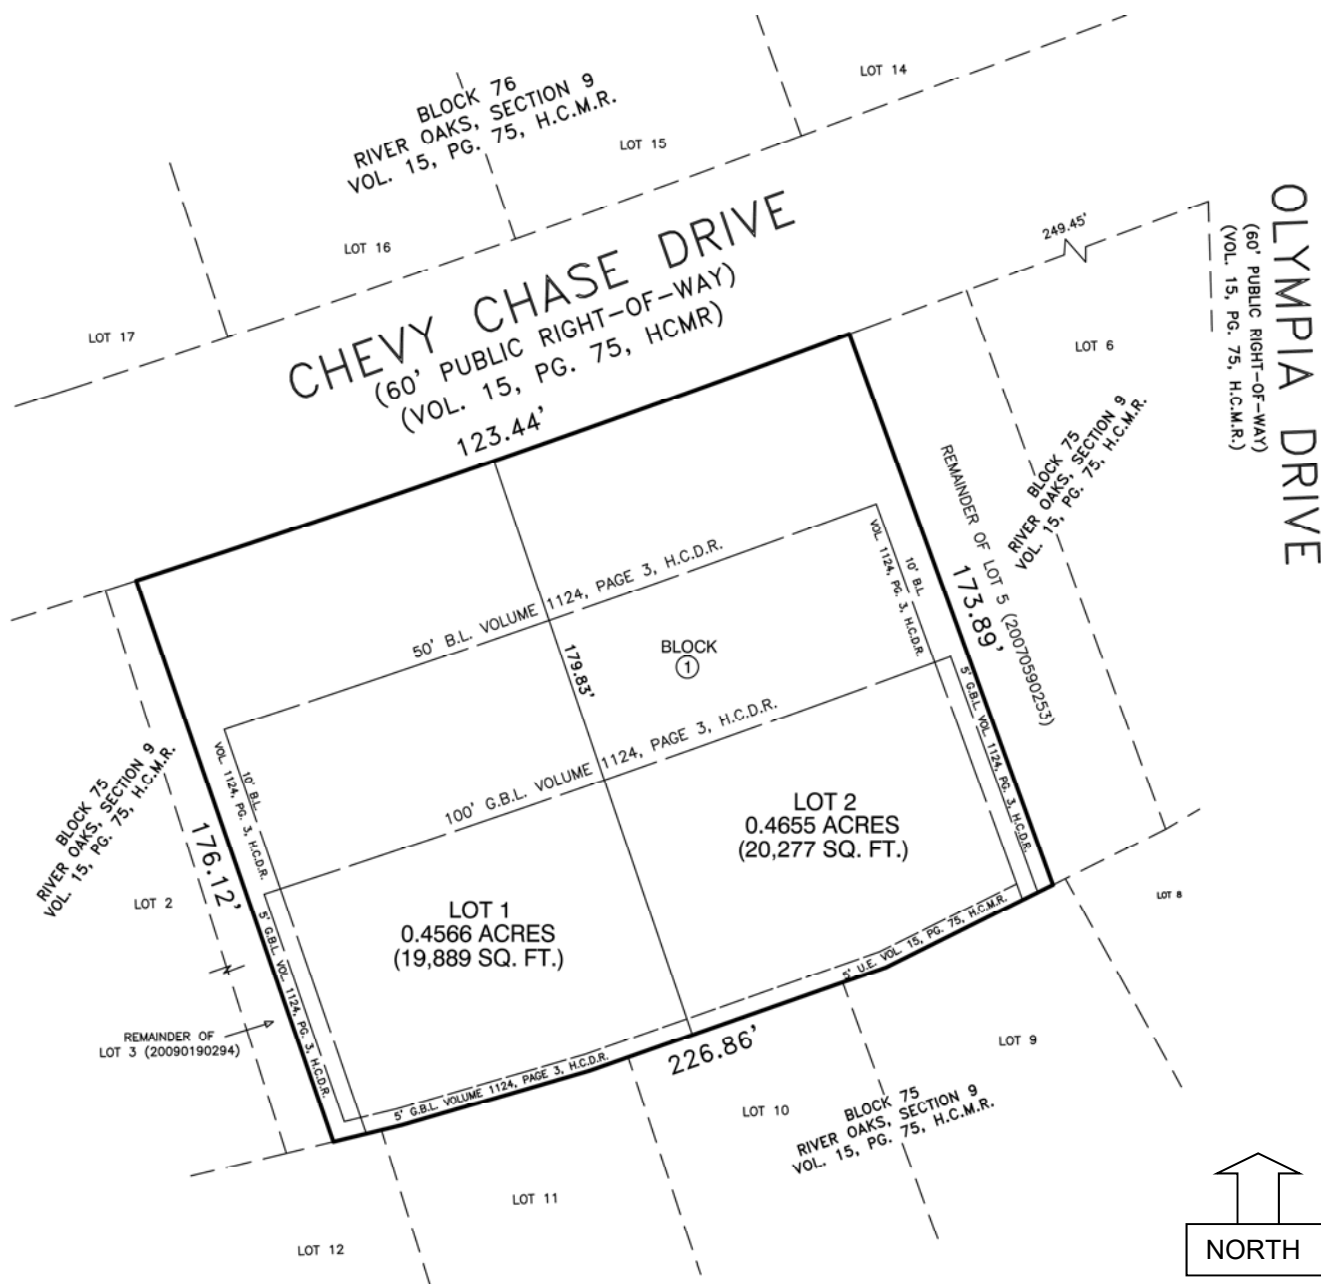 LOT 14
BLOCK 76
RIVER OAKS, SECTION 9
VOL. 15, PG. 75, H.C.M.R.
LOT 15
LOT 16
LOT 17
CHEVY CHASE DRIVE
(60' PUBLIC RIGHT-OF-WAY)
(VOL. 15, PG. 75, HCMR)
123.44'
249.45'
OLYMPIA DRIVE
(60' PUBLIC RIGHT-OF-WAY)
(VOL. 15, PG. 75, H.C.M.R.)
LOT 6
BLOCK 75
RIVER OAKS, SECTION 9
VOL. 15, PG. 75, H.C.M.R.
REMAINDER OF LOT 5 (20070590253)
173.89'
10' B.L.
VOL. 1124, PG. 3, H.C.D.R.
50' B.L. VOLUME 1124, PAGE 3, H.C.D.R.
BLOCK
1
179.83'
5' G.B.L. VOL. 1124, PG. 3, H.C.D.R.
100' G.B.L. VOLUME 1124, PAGE 3, H.C.D.R.
10' B.L.
VOL. 1124, PG. 3, H.C.D.R.
BLOCK 75
RIVER OAKS, SECTION 9
VOL. 15, PG. 75, H.C.M.R.
176.12'
LOT 2
LOT 2
0.4655 ACRES
(20,277 SQ. FT.)
LOT 1
0.4566 ACRES
(19,889 SQ. FT.)
5' G.B.L. VOL. 1124, PG. 3, H.C.D.R.
5' U.E. VOL. 15, PG. 75, H.C.M.R.
LOT 8
REMAINDER OF
LOT 3 (20090190294)
5' G.B.L. VOLUME 1124, PAGE 3, H.C.D.R.
226.86'
LOT 9
LOT 10
BLOCK 75
RIVER OAKS, SECTION 9
VOL. 15, PG. 75, H.C.M.R.
LOT 11
LOT 12
NORTH